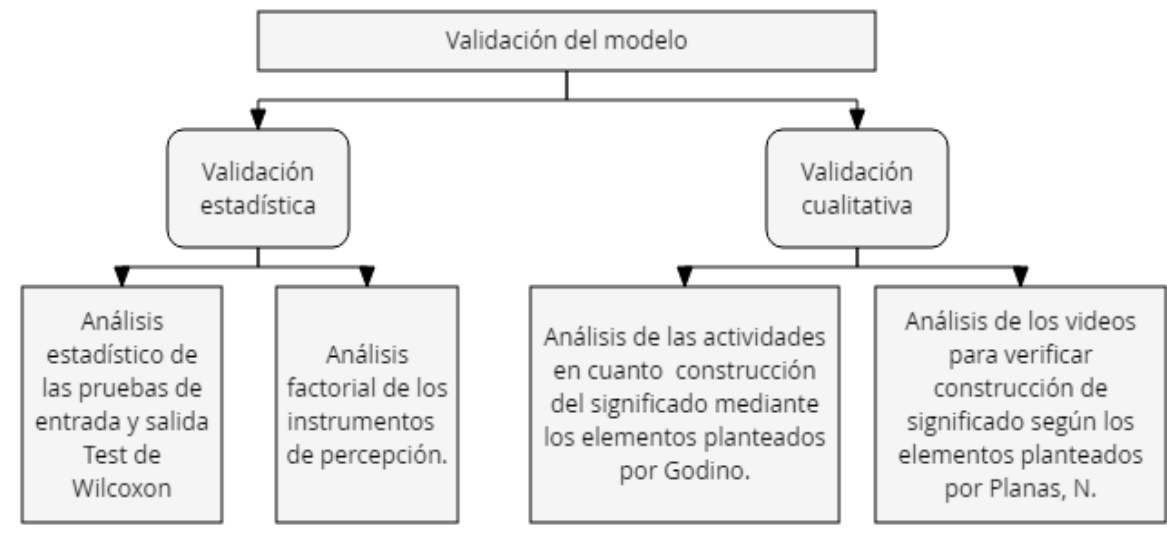 Validación del modelo
Validación
estadística
Validación
cualitativa
Análisis
estadístico de
las pruebas de
entrada y salida
Test de
Wilcoxon
Análisis
factorial de los
instrumentos
de percepción.
Análisis de las actividades
en cuanto construcción
del significado mediante
los elementos planteados
por Godino.
Análisis de los videos
para verificar
construcción de
significado según los
elementos planteados
por Planas, N.